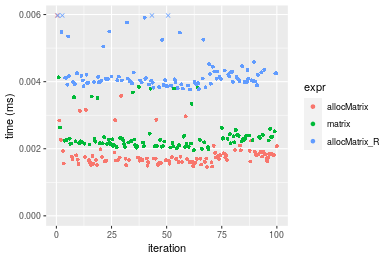 0.006
0.004
0.002
0.000
time (ms)
0
25
50
75
100
iteration
expr
allocMatrix
matrix
allocMatrix_R